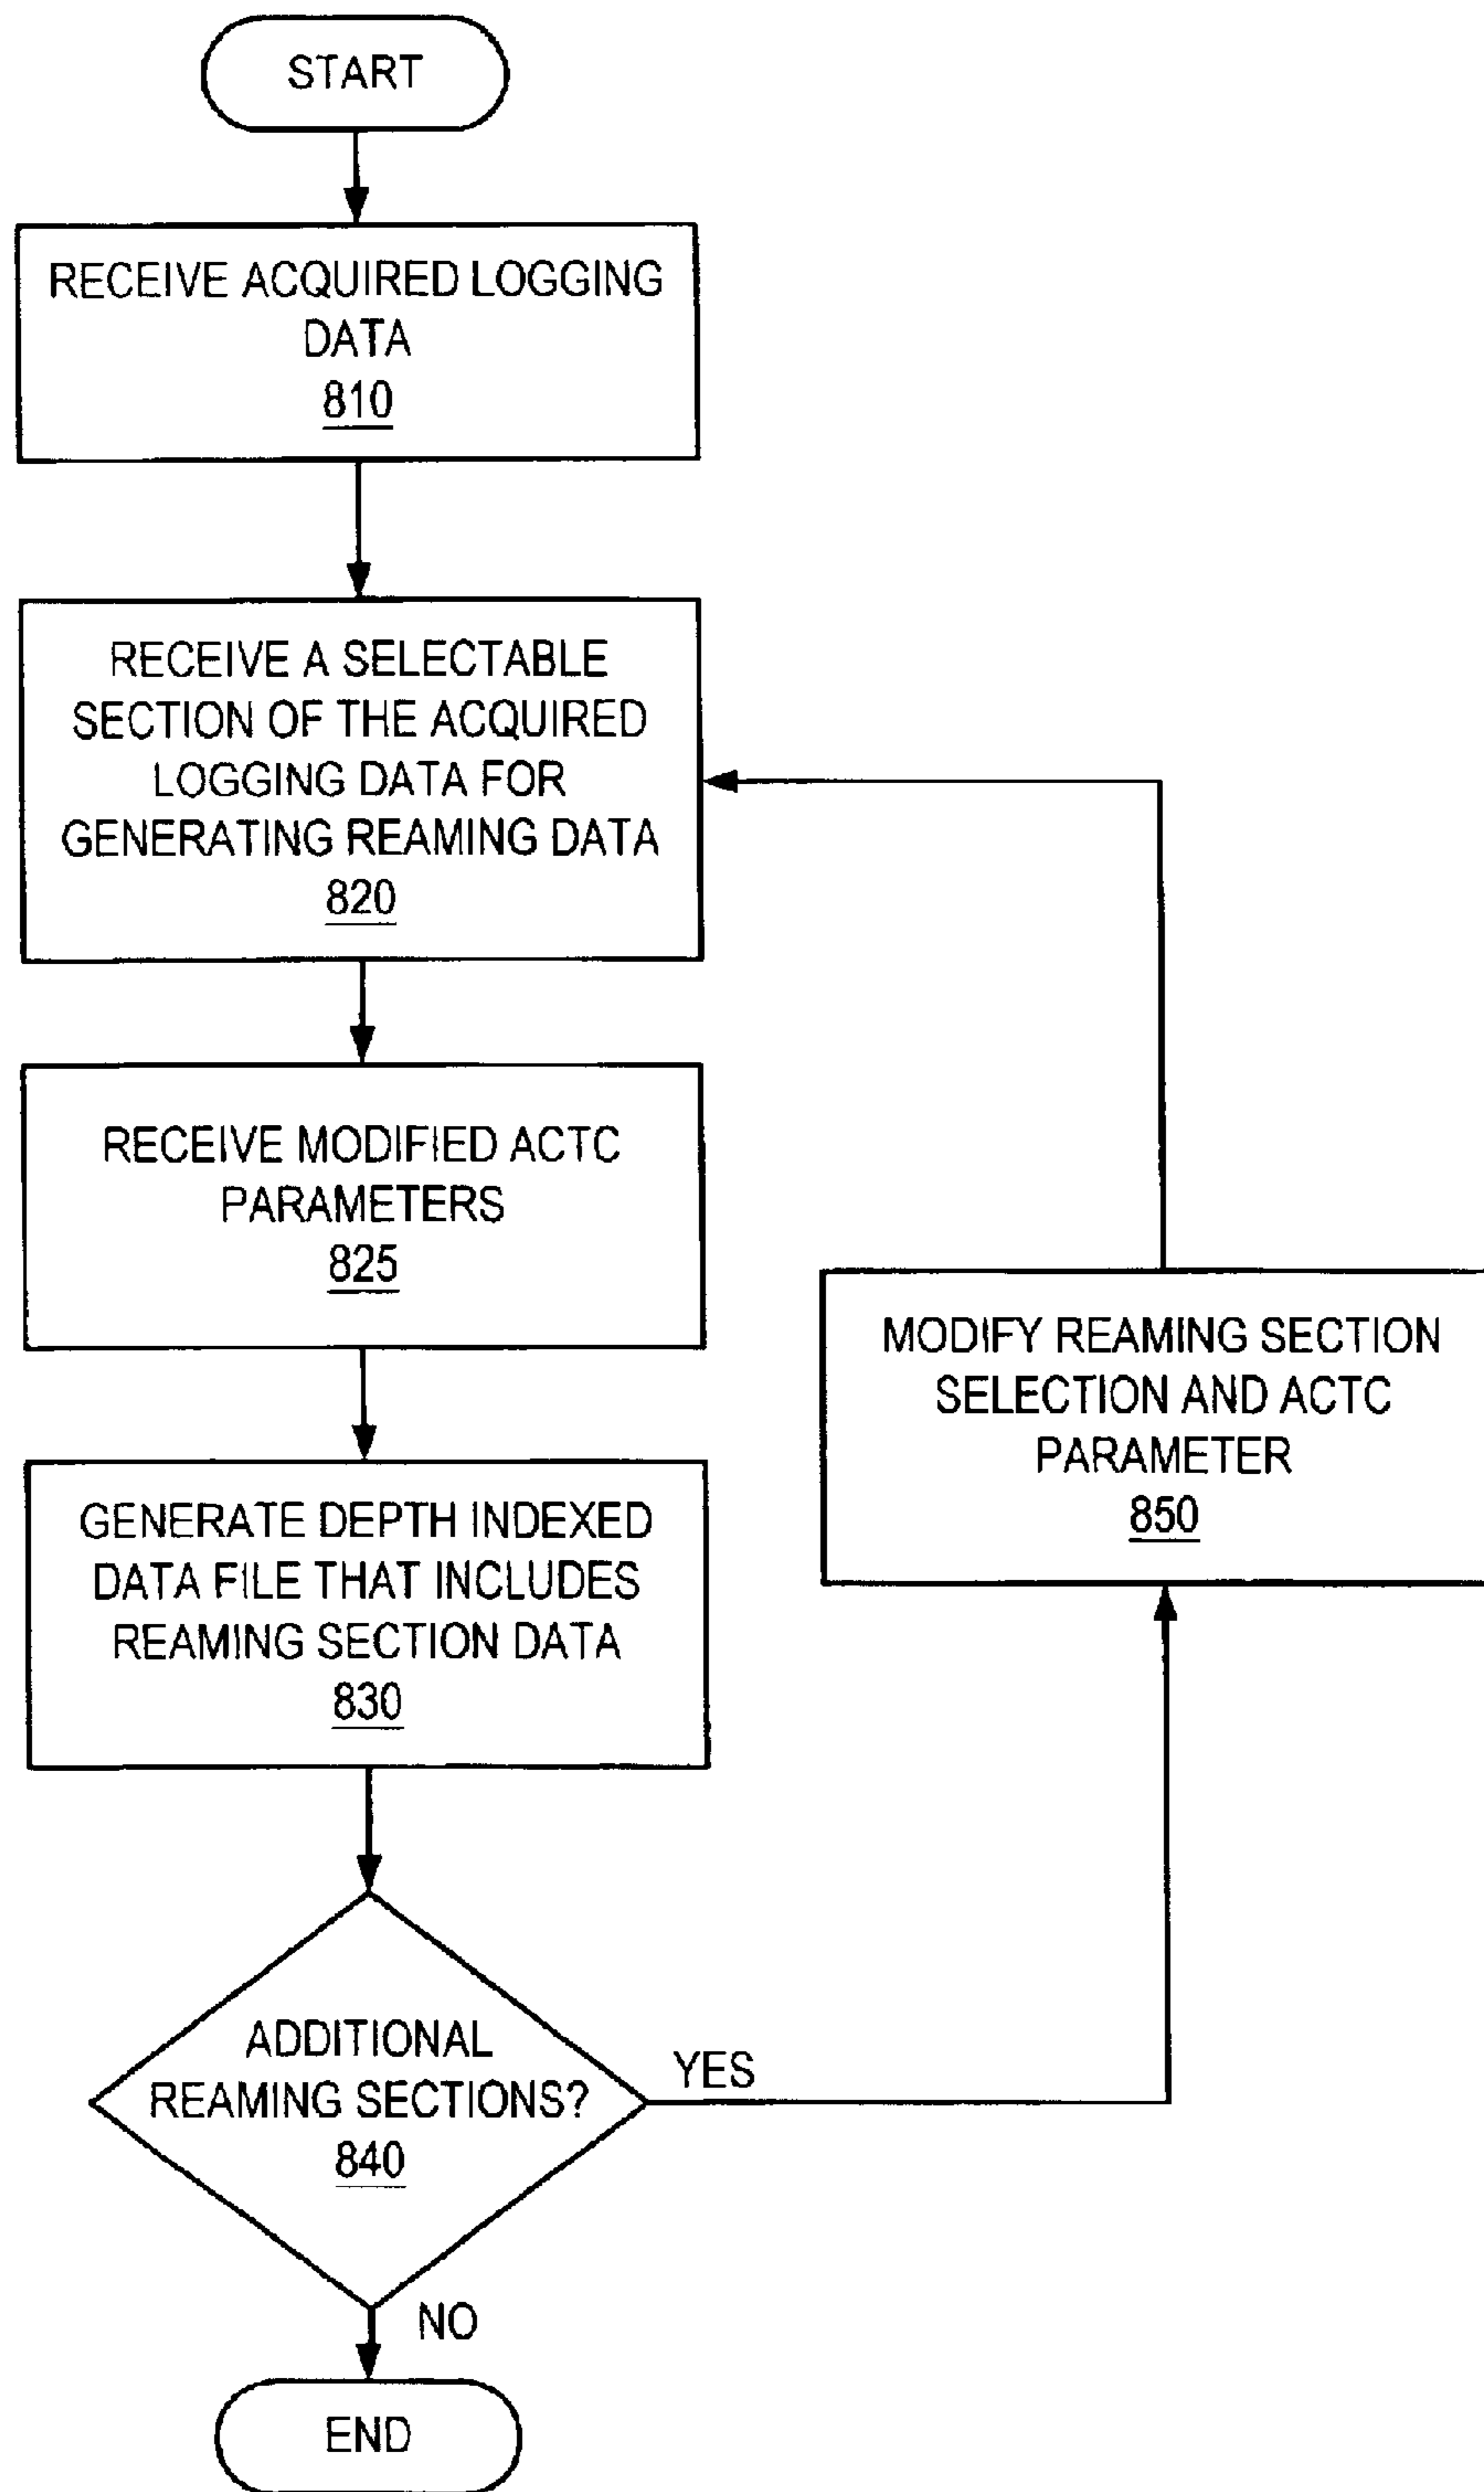 START
RECEIVE ACQUIRED LOGGING
DATA
810
RECEIVE A SELECTABLE
SECTION OF THE ACQUIRED
LOGGING DATA FOR
GENERATING REAMING DATA
820
RECEIVE MODIFIED ACTC
PARAMETERS
825
MODIFY REAMING SECTION
SELECTION AND ACTC
PARAMETER
850
GENERATE DEPTH INDEXED
DATA FILE THAT INCLUDES
REAMING SECTION DATA
830
ADDITIONAL
REAMING SECTIONS?
840
YES
NO
END